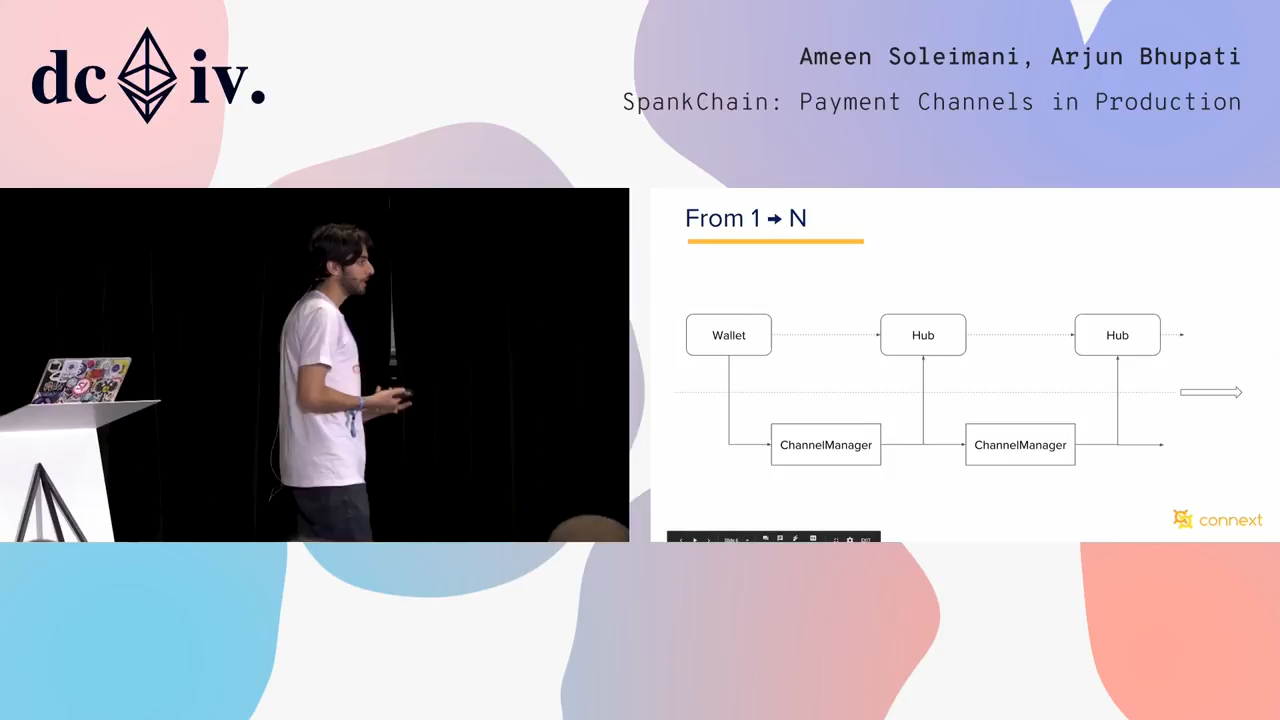 dc iv.
Ameen Soleimani, Arjun Bhupati
SpankChain: Payment Channels in Production
From 1 → N
Wallet
Hub
Hub
ChannelManager
ChannelManager
connext
EXIT